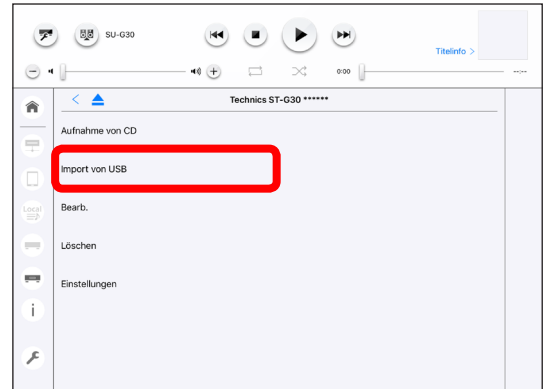 SU-G30
Titelinfo >
0:00
--:--
Technics ST-G30 ******
Aufnahme von CD
Import von USB
Local
Bearb.
Löschen
Einstellungen
i